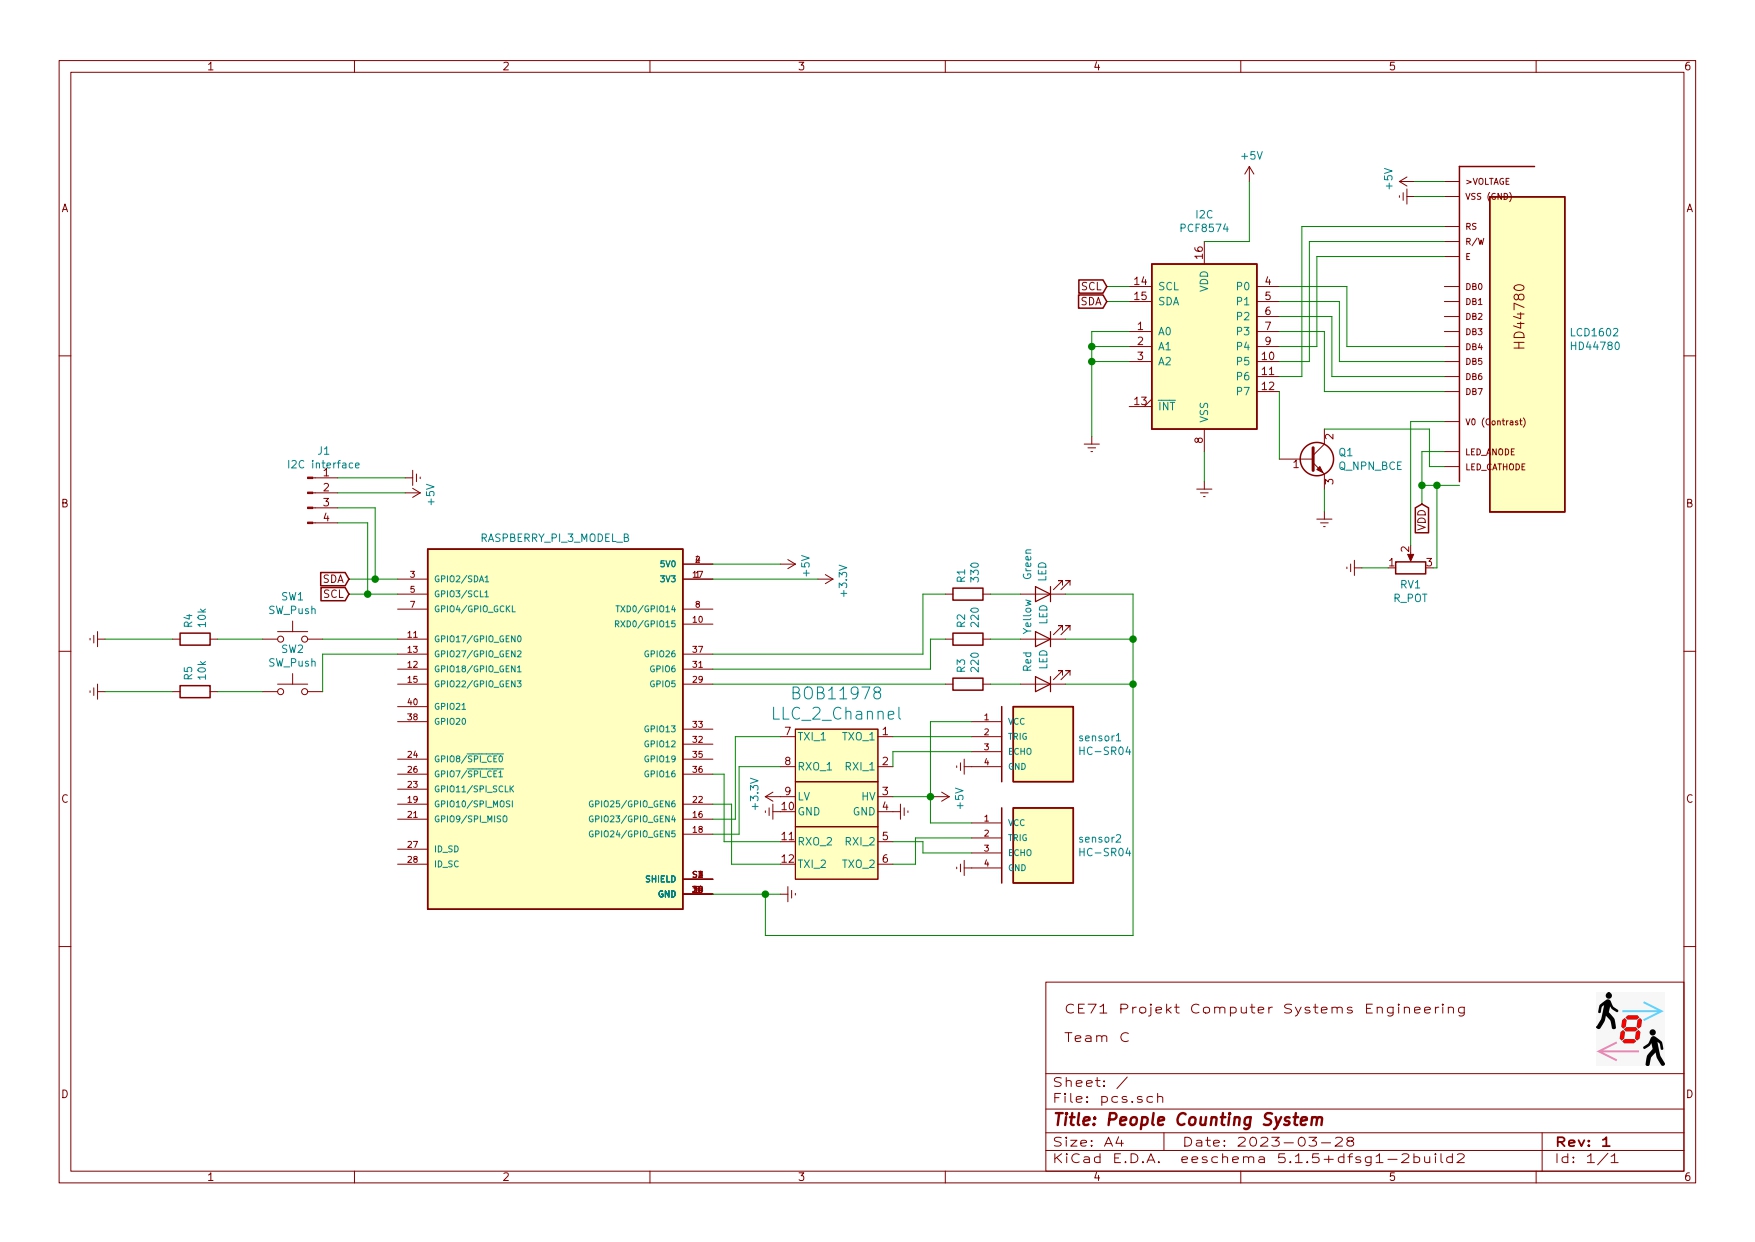 1 2 3 4 5 6
A A
B B
C C
D D
1 2 3 4 5 6
+5V
I2C
PCF8574
16
VDD
SCL 14 SCL
SDA 15 SDA
1 A0
2 A1
3 A2
13 INT
VSS
8
P0 4
P1 5
P2 6
P3 7
P4 9
P5 10
P6 11
P7 12
+5V
>VOLTAGE
VSS (GND)
RS
R/W
E
DB0
DB1
DB2
DB3
DB4
DB5
DB6
DB7
V0 (Contrast)
LED_ANODE
LED_CATHODE
HD44780
LCD1602
HD44780
2
1
3
Q1
Q_NPN_BCE
VDD
2
1 3
RV1
R_POT
J1
I2C interface
1
2
3
4
+5V
RASPBERRY_PI_3_MODEL_B
SDA
SCL
SW1
SW_Push
SW2
SW_Push
R4
10k
R5
10k
3 GPIO2/SDA1
5 GPIO3/SCL1
7 GPIO4/GPIO_GCKL
11 GPIO17/GPIO_GEN0
13 GPIO27/GPIO_GEN2
12 GPIO18/GPIO_GEN1
15 GPIO22/GPIO_GEN3
40 GPIO21
38 GPIO20
24 GPIO8/SPI_CE0
26 GPIO7/SPI_CE1
23 GPIO11/SPI_SCLK
19 GPIO10/SPI_MOSI
21 GPIO9/SPI_MISO
27 ID_SD
28 ID_SC
5V0
3V3
TXD0/GPIO14 8
RXD0/GPIO15 10
GPIO26 37
GPIO6 31
GPIO5 29
GPIO13 33
GPIO12 32
GPIO19 35
GPIO16 36
GPIO25/GPIO_GEN6 22
GPIO23/GPIO_GEN4 16
GPIO24/GPIO_GEN5 18
SHIELD
GND
+5V
+3.3V
R1
330
R2
220
R3
220
Green
LED
Yellow
LED
Red
LED
BOB11978
LLC_2_Channel
7 TXI_1 TXO_1 1
8 RXO_1 RXI_1 2
9 LV HV 3
10 GND GND 4
11 RXO_2 RXI_2 5
12 TXI_2 TXO_2 6
+3.3V
+5V
1 VCC
2 TRIG
3 ECHO
4 GND
sensor1
HC-SR04
1 VCC
2 TRIG
3 ECHO
4 GND
sensor2
HC-SR04
CE71 Projekt Computer Systems Engineering
Team C
8
Sheet: /
File: pcs.sch
Title: People Counting System
Size: A4 Date: 2023-03-28 Rev: 1
KiCad E.D.A. eeschema 5.1.5+dfsg1-2build2 Id: 1/1